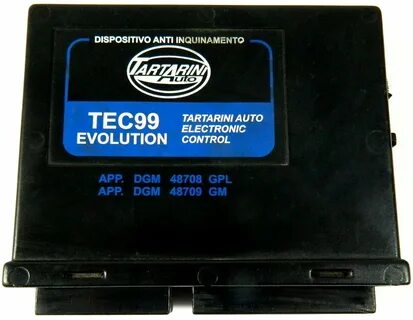 DISPOSITIVO ANTI INQUINAMENTO
TARTARINI
Auto
TEC99
EVOLUTION
TARTARINI AUTO
ELECTRONIC
CONTROL
APP. DGM 48708 GPL
APP. DGM 48709 GM